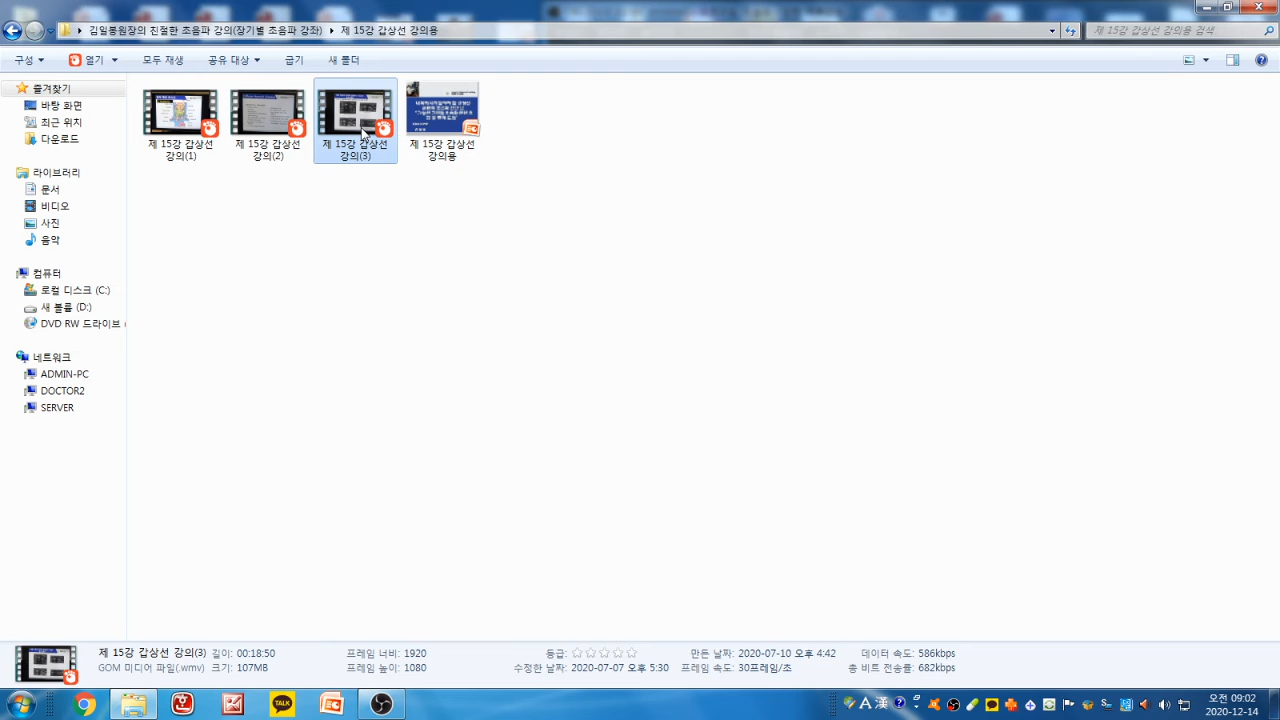 김일봉원장의 친절한 초음파 강의(장기별 초음파 강좌) ▸ 제 15강 갑상선 강의용
제 15강 갑상선 강의용 검색
구성 열기 모두 재생 공유 대상 굽기 새 폴더
즐겨찾기
바탕 화면
최근 위치
다운로드
라이브러리
문서
비디오
사진
음악
컴퓨터
로컬 디스크 (C:)
새 볼륨 (D:)
DVD RW 드라이브 (
네트워크
ADMIN-PC
DOCTOR2
SERVER
제 15강 갑상선
강의(1)
제 15강 갑상선
강의(2)
제 15강 갑상선
강의(3)
제 15강 갑상선
강의용
제 15강 갑상선 강의(3) 길이: 00:18:50 프레임 너비: 1920 등급: 만든 날짜: 2020-07-10 오후 4:42 데이터 속도: 586kbps
GOM 미디어 파일(.wmv) 크기: 107MB 프레임 높이: 1080 수정한 날짜: 2020-07-07 오후 5:30 프레임 속도: 30프레임/초 총 비트 전송률: 682kbps
TALK
A 漢
오전 09:02
2020-12-14